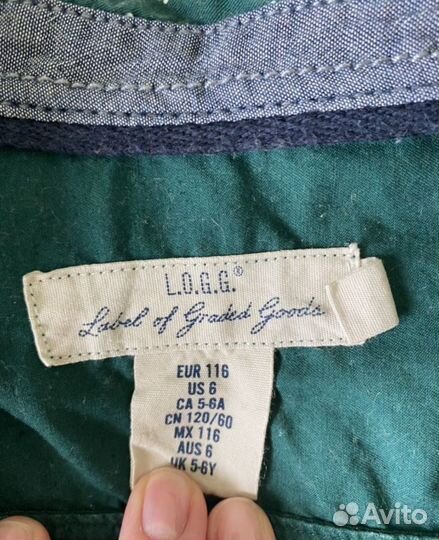 L.O.G.G.®
Label of Graded Goods
EUR 116
US 6
CA 5-6A
CN 120/60
MX 116
AUS 6
UK 5-6Y
Avito